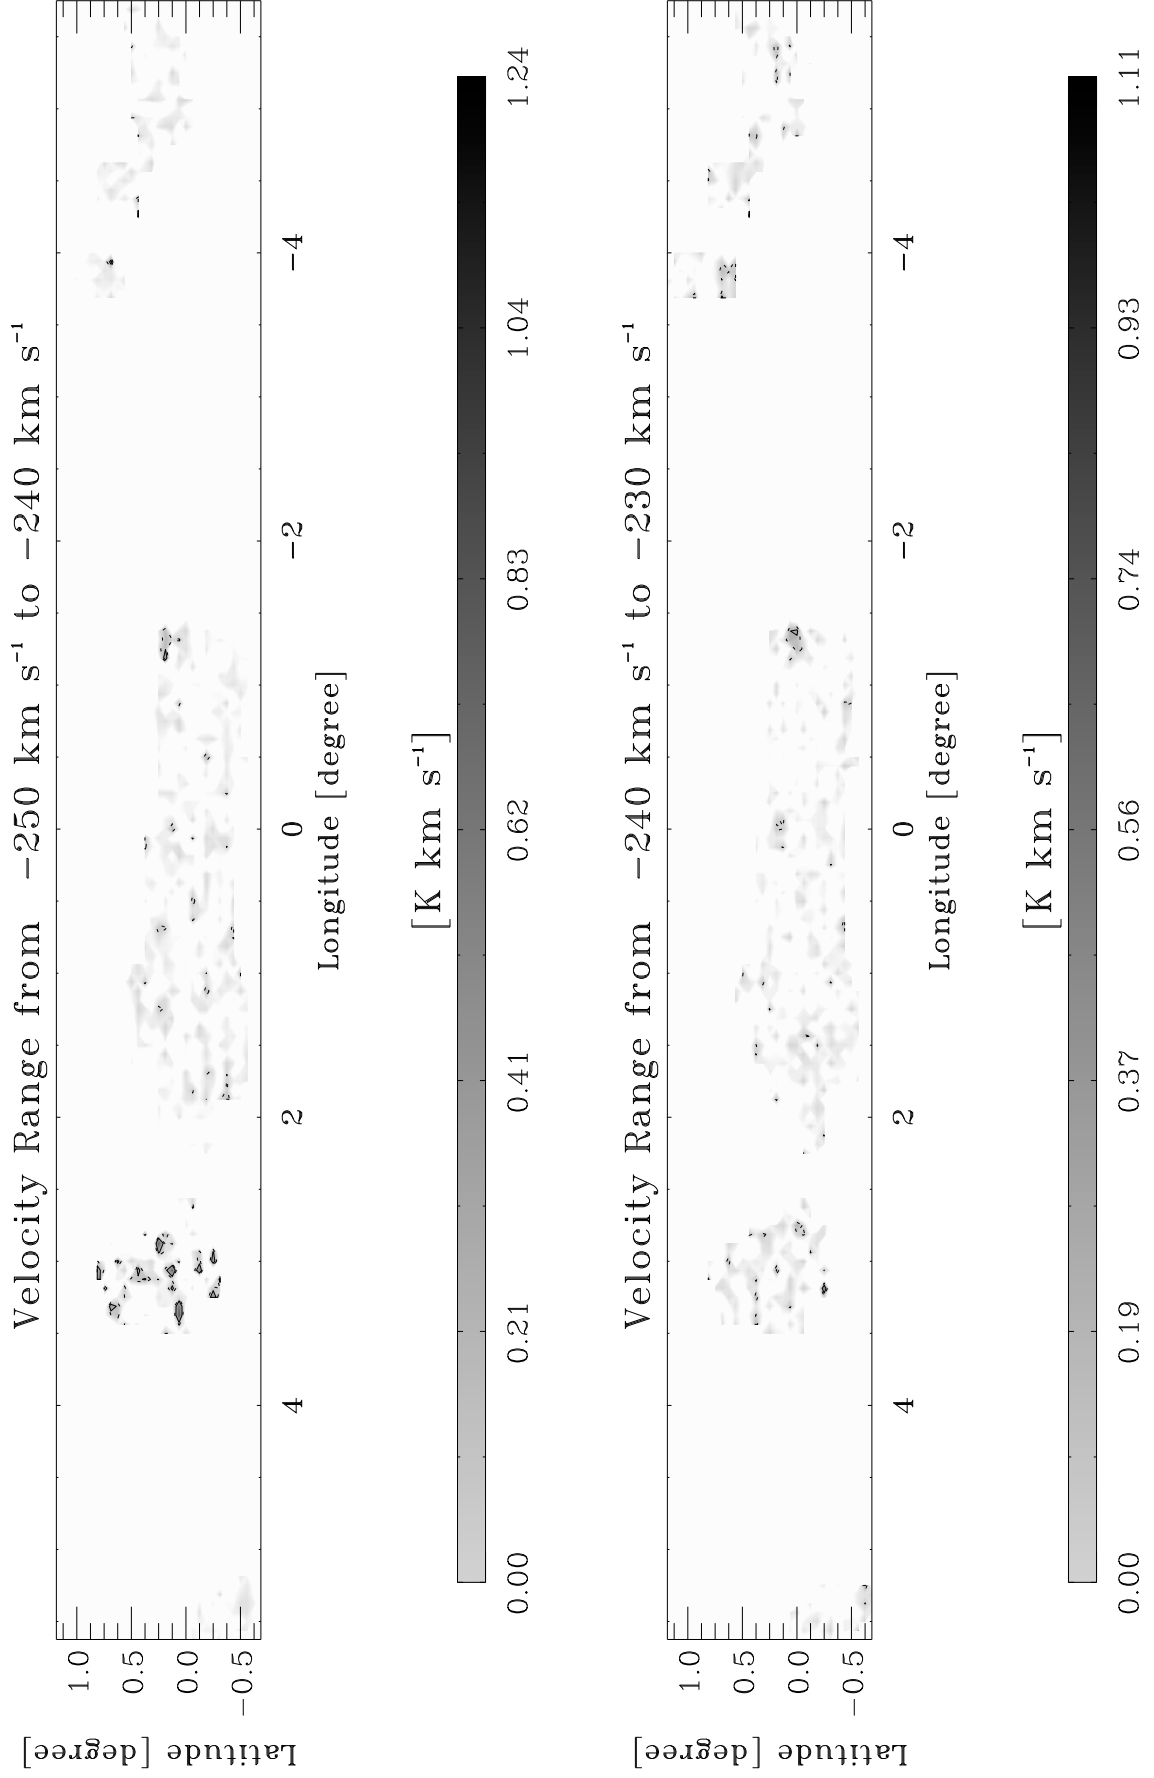 Velocity Range from −250 km s⁻¹ to −240 km s⁻¹
Latitude [degree]
1.0
0.5
0.0
−0.5
4 2 0 −2 −4
Longitude [degree]
[K km s⁻¹]
0.00 0.21 0.41 0.62 0.83 1.04 1.24
Velocity Range from −240 km s⁻¹ to −230 km s⁻¹
Latitude [degree]
1.0
0.5
0.0
−0.5
4 2 0 −2 −4
Longitude [degree]
[K km s⁻¹]
0.00 0.19 0.37 0.56 0.74 0.93 1.11